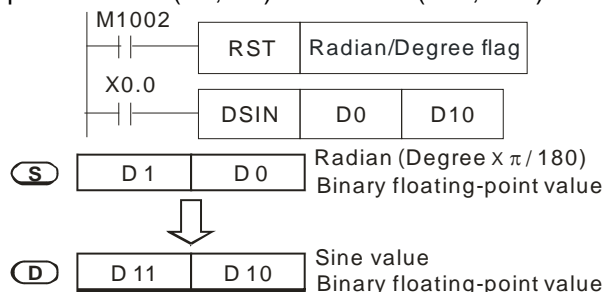 M1002
RST Radian/Degree flag
X0.0
DSIN D0 D10
S D 1 D 0 Radian (Degree x π / 180)
Binary floating-point value
D D 11 D 10 Sine value
Binary floating-point value